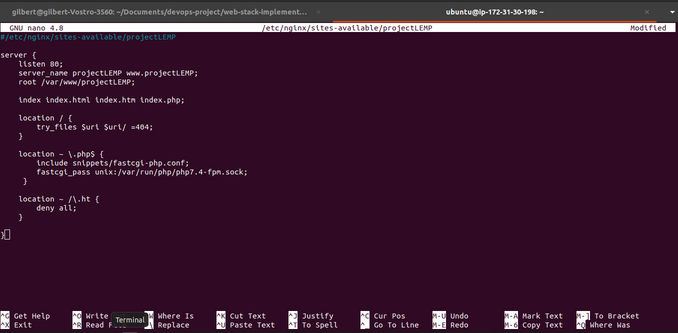 gilbert@gilbert-Vostro-3560: ~/Documents/devops-project/web-stack-implement...
ubuntu@ip-172-31-30-198: ~
GNU nano 4.8 /etc/nginx/sites-available/projectLEMP Modified
#/etc/nginx/sites-available/projectLEMP
server {
listen 80;
server_name projectLEMP www.projectLEMP;
root /var/www/projectLEMP;
index index.html index.htm index.php;
location / {
try_files $uri $uri/ =404;
}
location ~ \.php$ {
include snippets/fastcgi-php.conf;
fastcgi_pass unix:/var/run/php/php7.4-fpm.sock;
}
location ~ /\.ht {
deny all;
}
}
^G Get Help ^O Write W Where Is ^K Cut Text ^J Justify ^C Cur Pos M-U Undo M-A Mark Text M-] To Bracket
^X Exit ^R Read File \ Replace ^U Paste Text ^T To Spell ^_ Go To Line M-E Redo M-6 Copy Text ^Q Where Was
Terminal